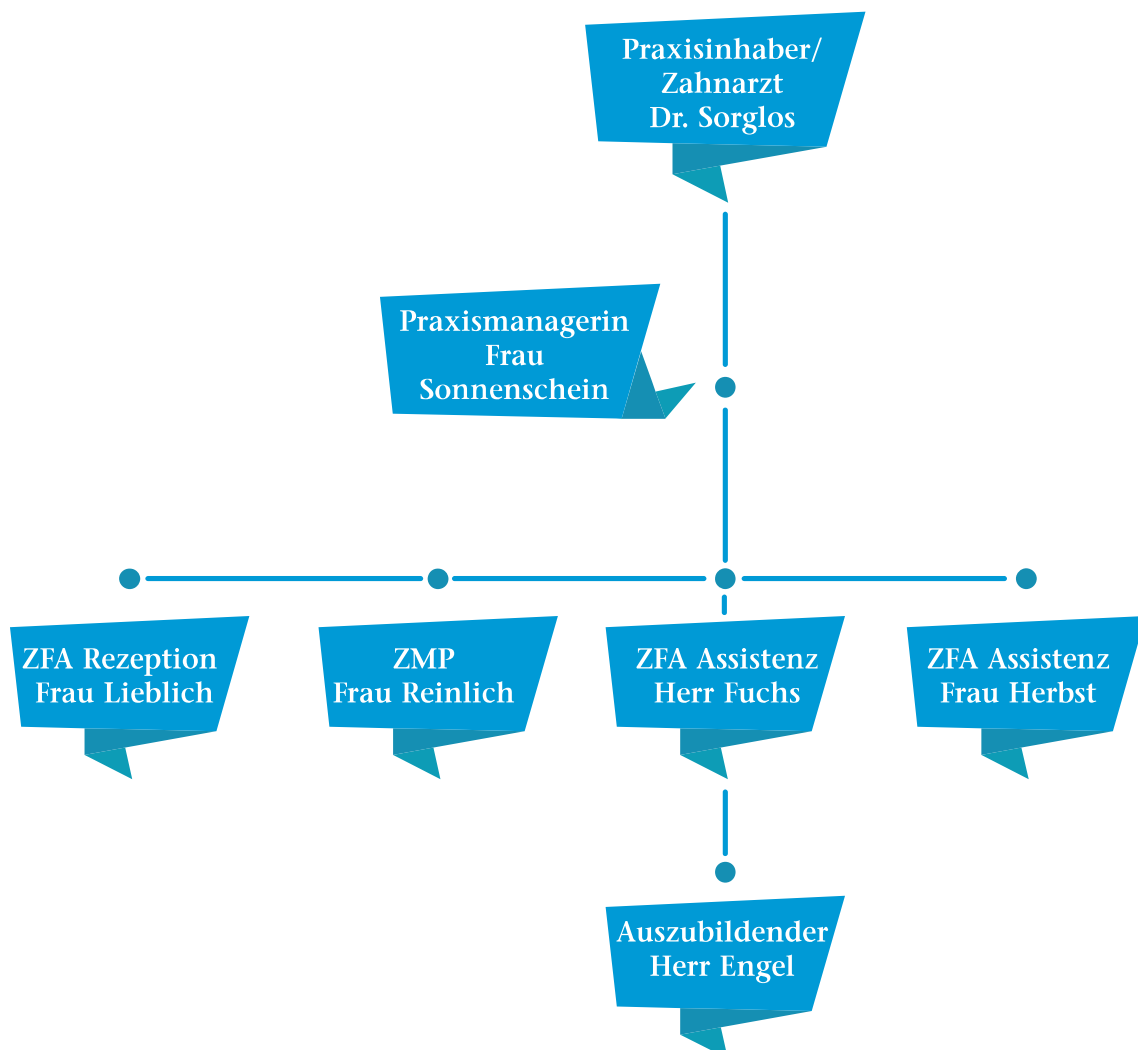 Praxisinhaber/
Zahnarzt
Dr. Sorglos
Praxismanagerin
Frau
Sonnenschein
ZFA Rezeption
Frau Lieblich
ZMP
Frau Reinlich
ZFA Assistenz
Herr Fuchs
ZFA Assistenz
Frau Herbst
Auszubildender
Herr Engel